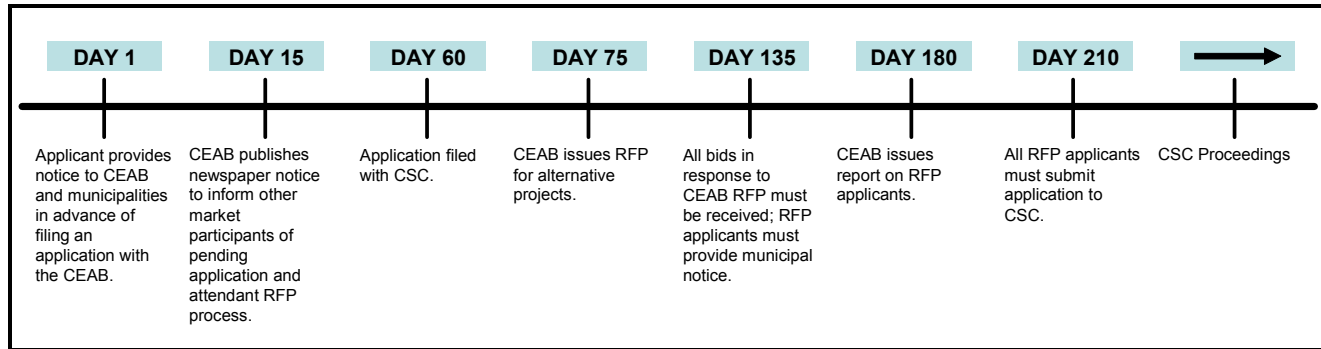 DAY 1
DAY 15
DAY 60
DAY 75
DAY 135
DAY 180
DAY 210
Applicant provides
notice to CEAB
and municipalities
in advance of
filing an
application with
the CEAB.
CEAB publishes
newspaper notice
to inform other
market
participants of
pending
application and
attendant RFP
process.
Application filed
with CSC.
CEAB issues RFP
for alternative
projects.
All bids in
response to
CEAB RFP must
be received; RFP
applicants must
provide municipal
notice.
CEAB issues
report on RFP
applicants.
All RFP applicants
must submit
application to
CSC.
CSC Proceedings